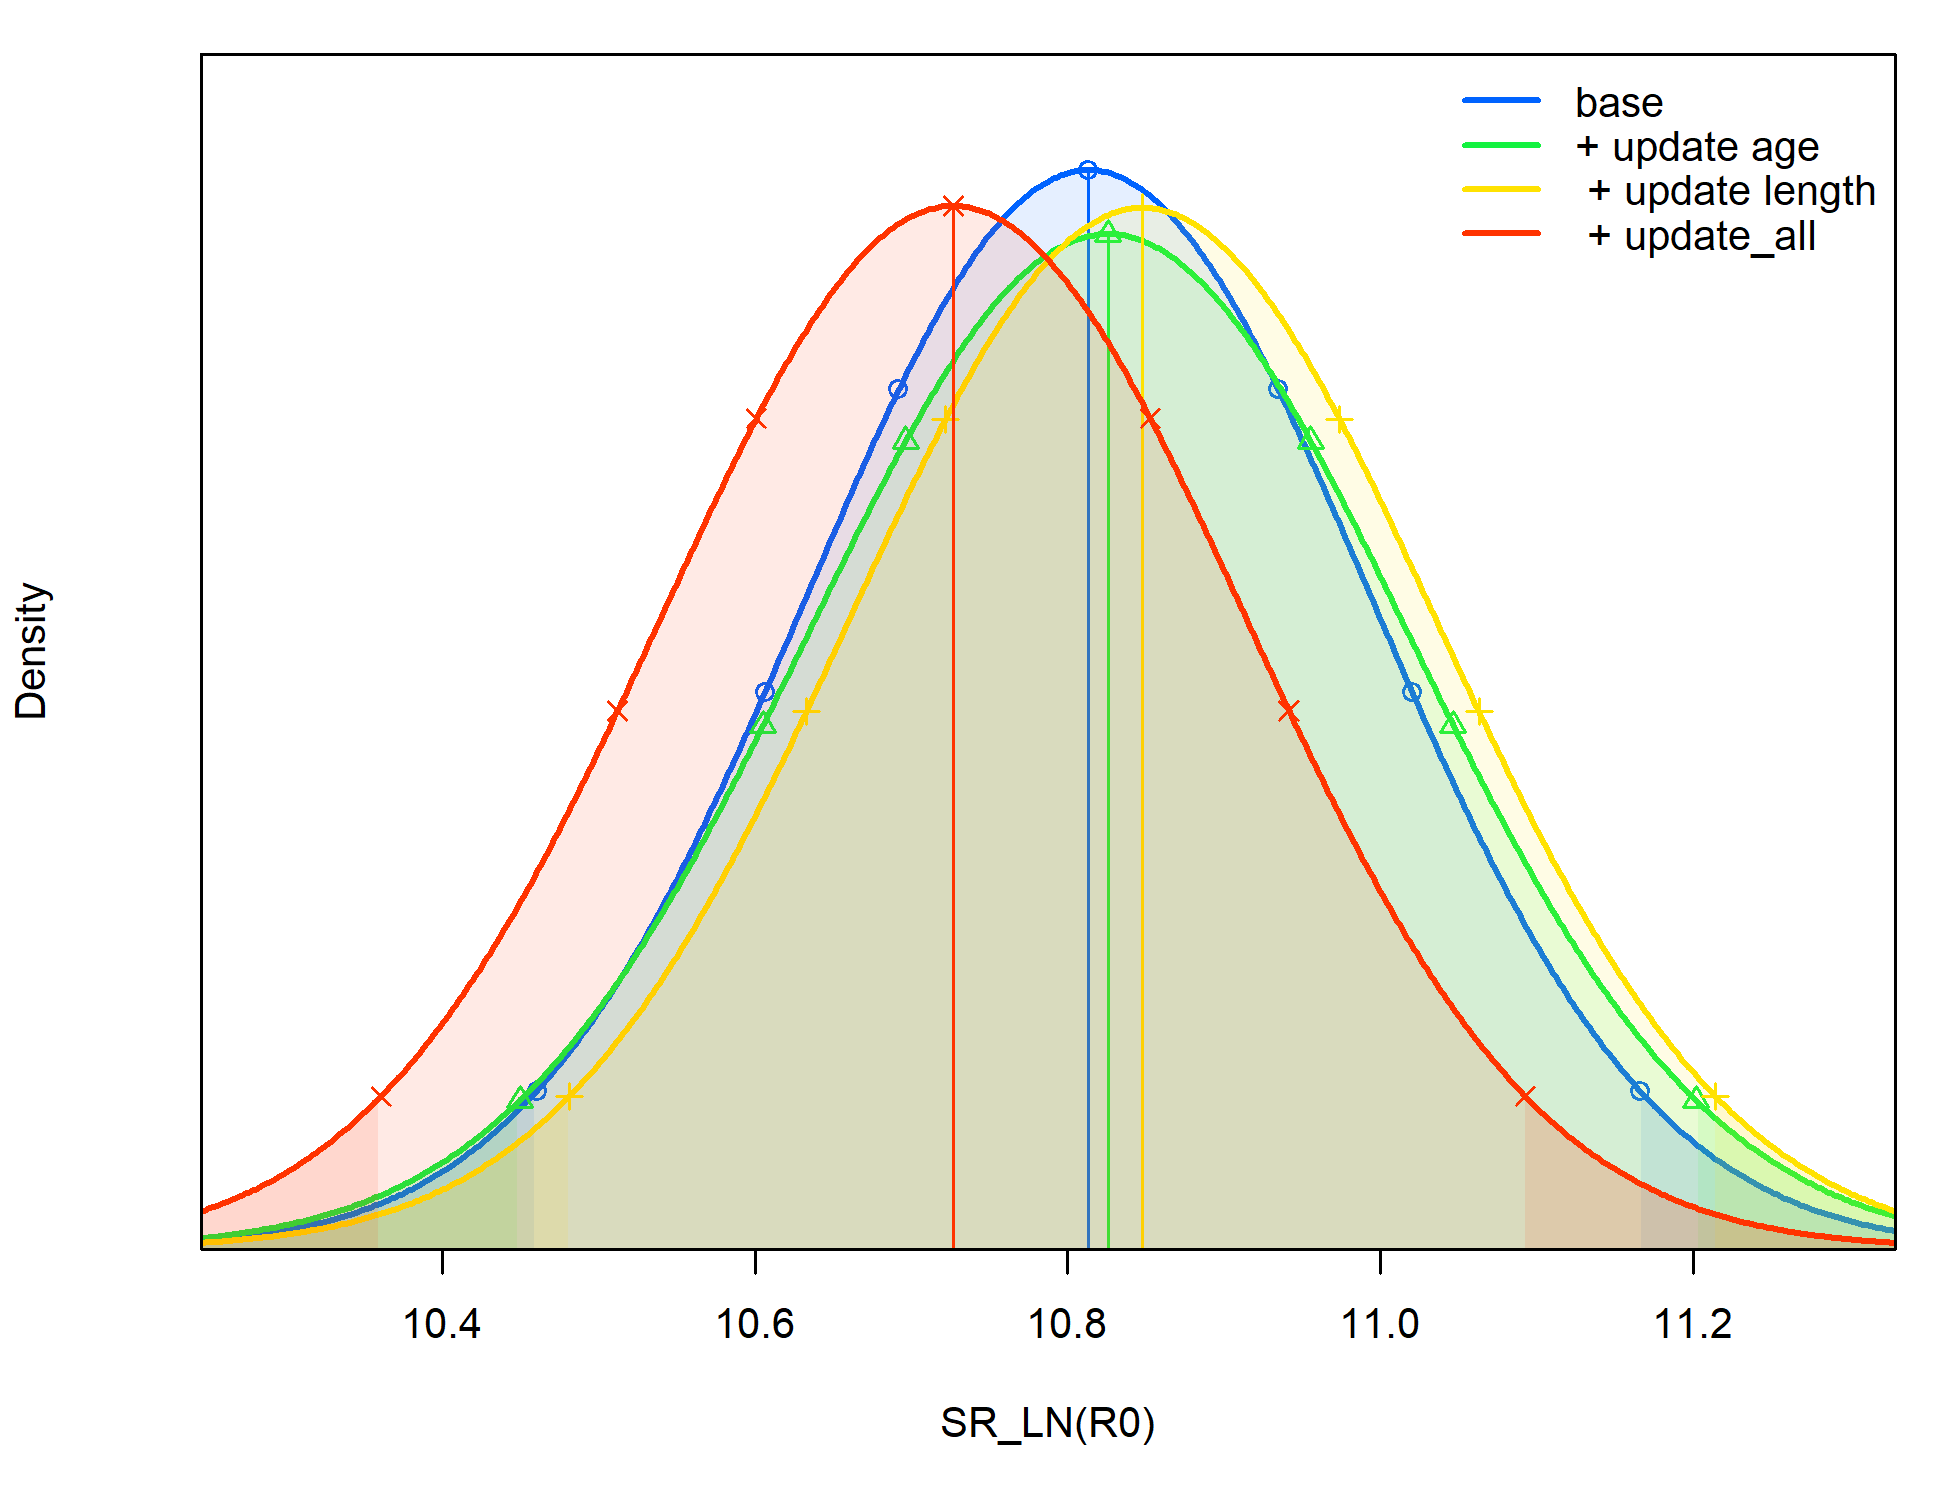 base
+ update age
+ update length
+ update_all
Density
10.4 10.6 10.8 11.0 11.2
SR_LN(R0)